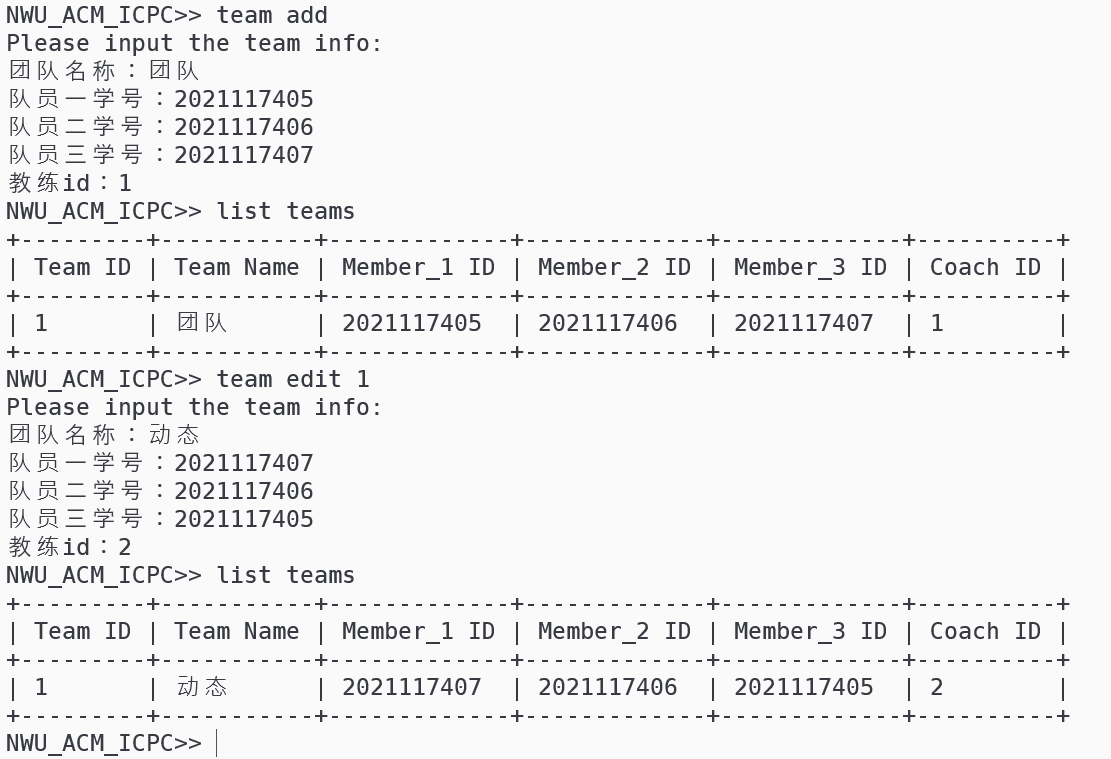 NWU_ACM_ICPC>> team add
Please input the team info:
团队名称：团队
队员一学号：2021117405
队员二学号：2021117406
队员三学号：2021117407
教练id：1
NWU_ACM_ICPC>> list teams
+---------+-----------+-------------+-------------+-------------+----------+
| Team ID | Team Name | Member_1 ID | Member_2 ID | Member_3 ID | Coach ID |
+---------+-----------+-------------+-------------+-------------+----------+
| 1       | 团队      | 2021117405  | 2021117406  | 2021117407  | 1        |
+---------+-----------+-------------+-------------+-------------+----------+
NWU_ACM_ICPC>> team edit 1
Please input the team info:
团队名称：动态
队员一学号：2021117407
队员二学号：2021117406
队员三学号：2021117405
教练id：2
NWU_ACM_ICPC>> list teams
+---------+-----------+-------------+-------------+-------------+----------+
| Team ID | Team Name | Member_1 ID | Member_2 ID | Member_3 ID | Coach ID |
+---------+-----------+-------------+-------------+-------------+----------+
| 1       | 动态      | 2021117407  | 2021117406  | 2021117405  | 2        |
+---------+-----------+-------------+-------------+-------------+----------+
NWU_ACM_ICPC>>